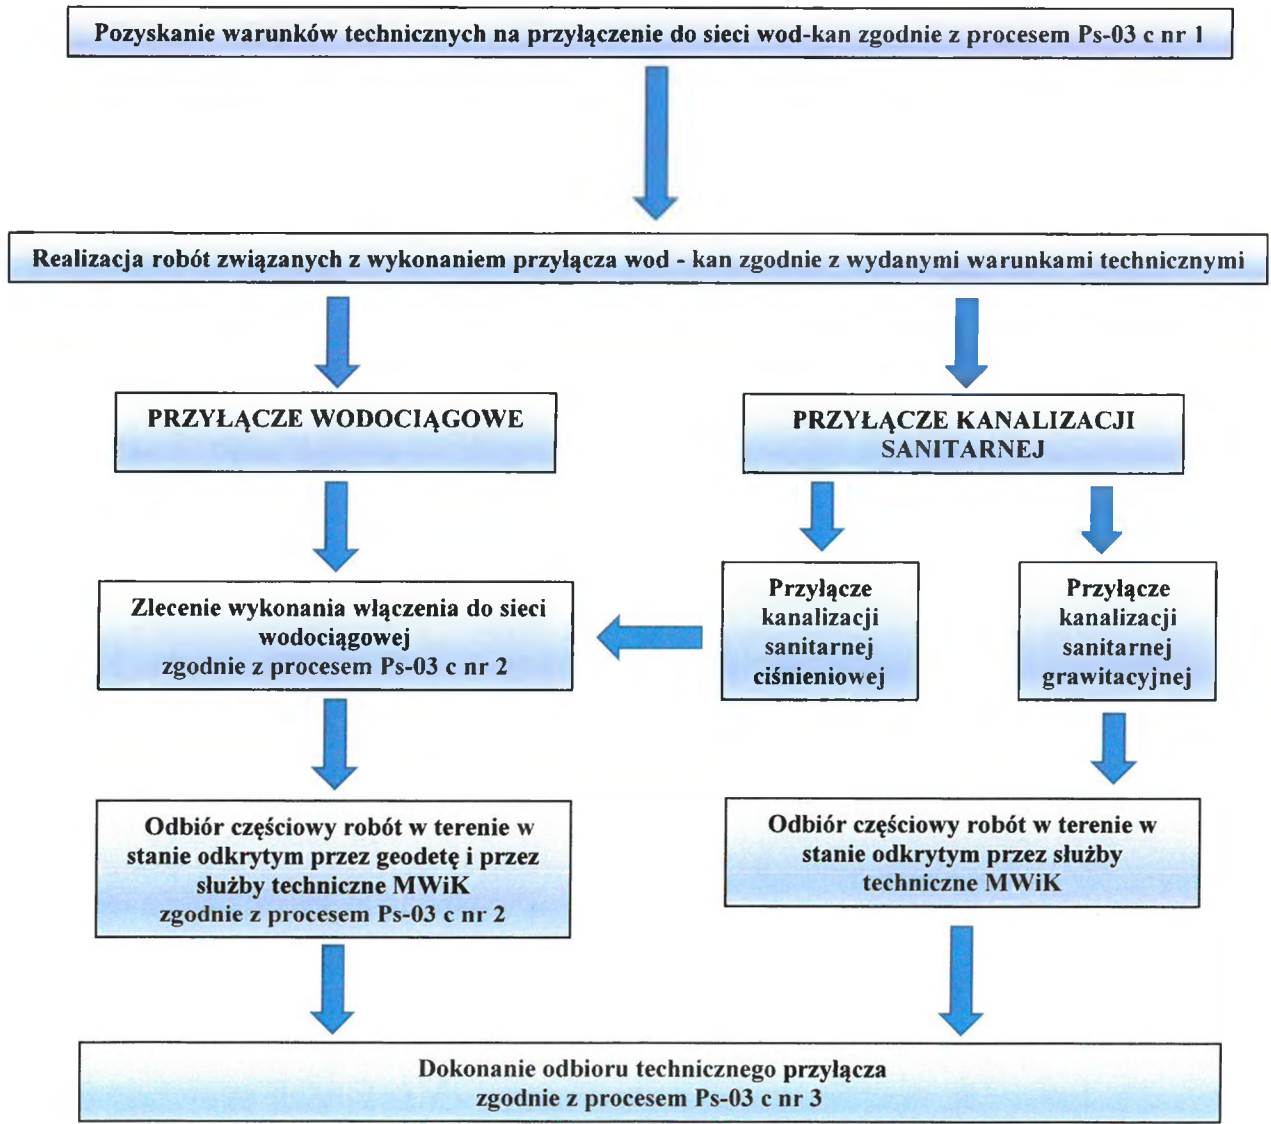 Pozyskanie warunków technicznych na przyłączenie do sieci wod-kan zgodnie z procesem Ps-03 c nr 1
Realizacja robót związanych z wykonaniem przyłącza wod - kan zgodnie z wydanymi warunkami technicznymi
PRZYŁĄCZE WODOCIĄGOWE
PRZYŁĄCZE KANALIZACJI
SANITARNEJ
Zlecenie wykonania włączenia do sieci
wodociągowej
zgodnie z procesem Ps-03 c nr 2
Przyłącze
kanalizacji
sanitarnej
ciśnieniowej
Przyłącze
kanalizacji
sanitarnej
grawitacyjnej
Odbiór częściowy robót w terenie w
stanie odkrytym przez geodetę i przez
służby techniczne MWiK
zgodnie z procesem Ps-03 c nr 2
Odbiór częściowy robót w terenie w
stanie odkrytym przez służby
techniczne MWiK
Dokonanie odbioru technicznego przyłącza
zgodnie z procesem Ps-03 c nr 3